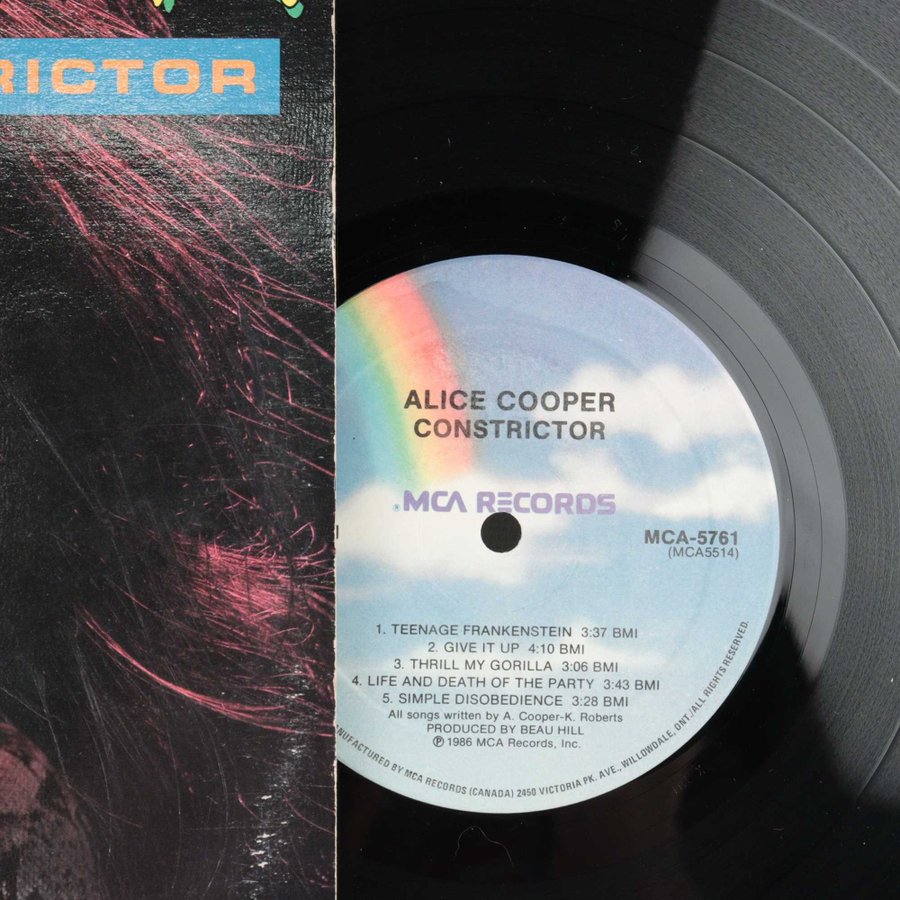 RICTOR
ALICE COOPER
CONSTRICTOR
® MCA RECORDS
MCA-5761
(MCA5514)
1. TEENAGE FRANKENSTEIN 3:37 BMI
2. GIVE IT UP 4:10 BMI
3. THRILL MY GORILLA 3:06 BMI
4. LIFE AND DEATH OF THE PARTY 3:43 BMI
5. SIMPLE DISOBEDIENCE 3:28 BMI
All songs written by A. Cooper-K. Roberts
PRODUCED BY BEAU HILL
℗ 1986 MCA Records, Inc.
NUFACTURED BY MCA RECORDS (CANADA) 2450 VICTORIA PK. AVE., WILLOWDALE, ONT./ALL RIGHTS RESERVED.